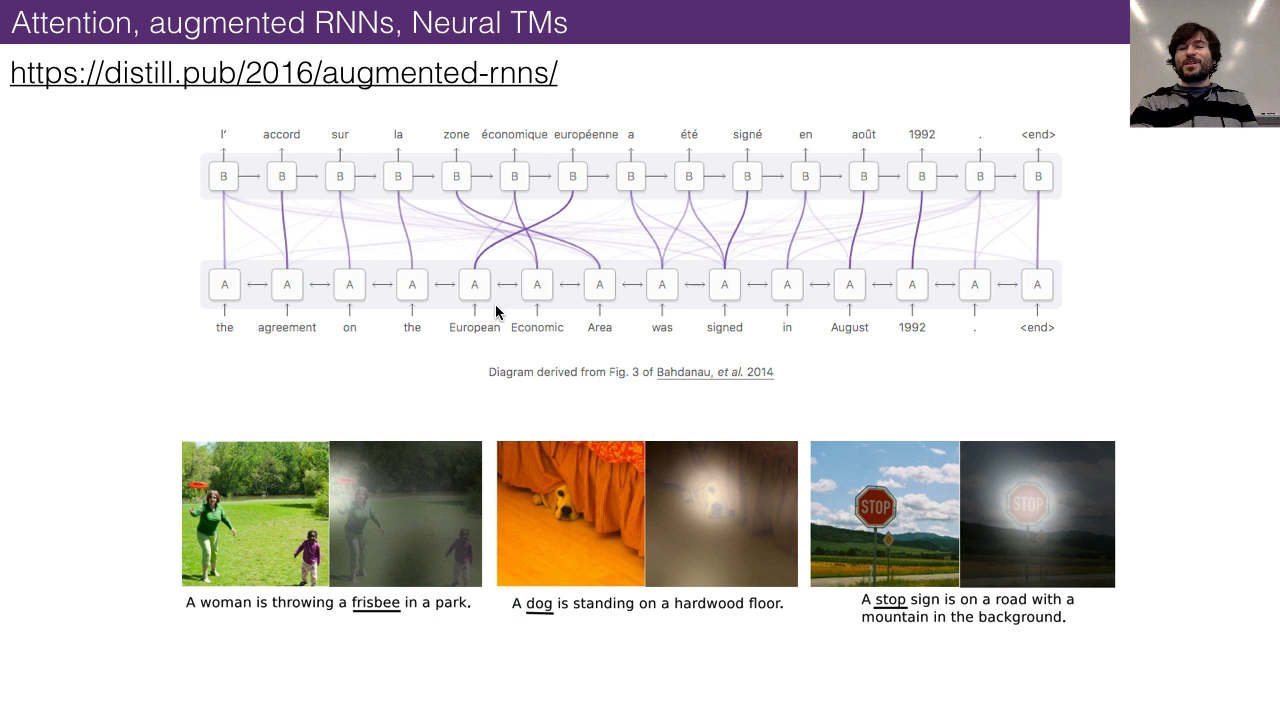 Attention, augmented RNNs, Neural TMs
https://distill.pub/2016/augmented-rnns/
l' accord sur la zone économique européenne a été signé en août 1992 . <end>
B B B B B B B B B B B B B B B
A A A A A A A A A A A A A A
the agreement on the European Economic Area was signed in August 1992 . <end>
Diagram derived from Fig. 3 of Bahdanau, et al. 2014
STOP STOP
A woman is throwing a frisbee in a park.
A dog is standing on a hardwood floor.
A stop sign is on a road with a
mountain in the background.